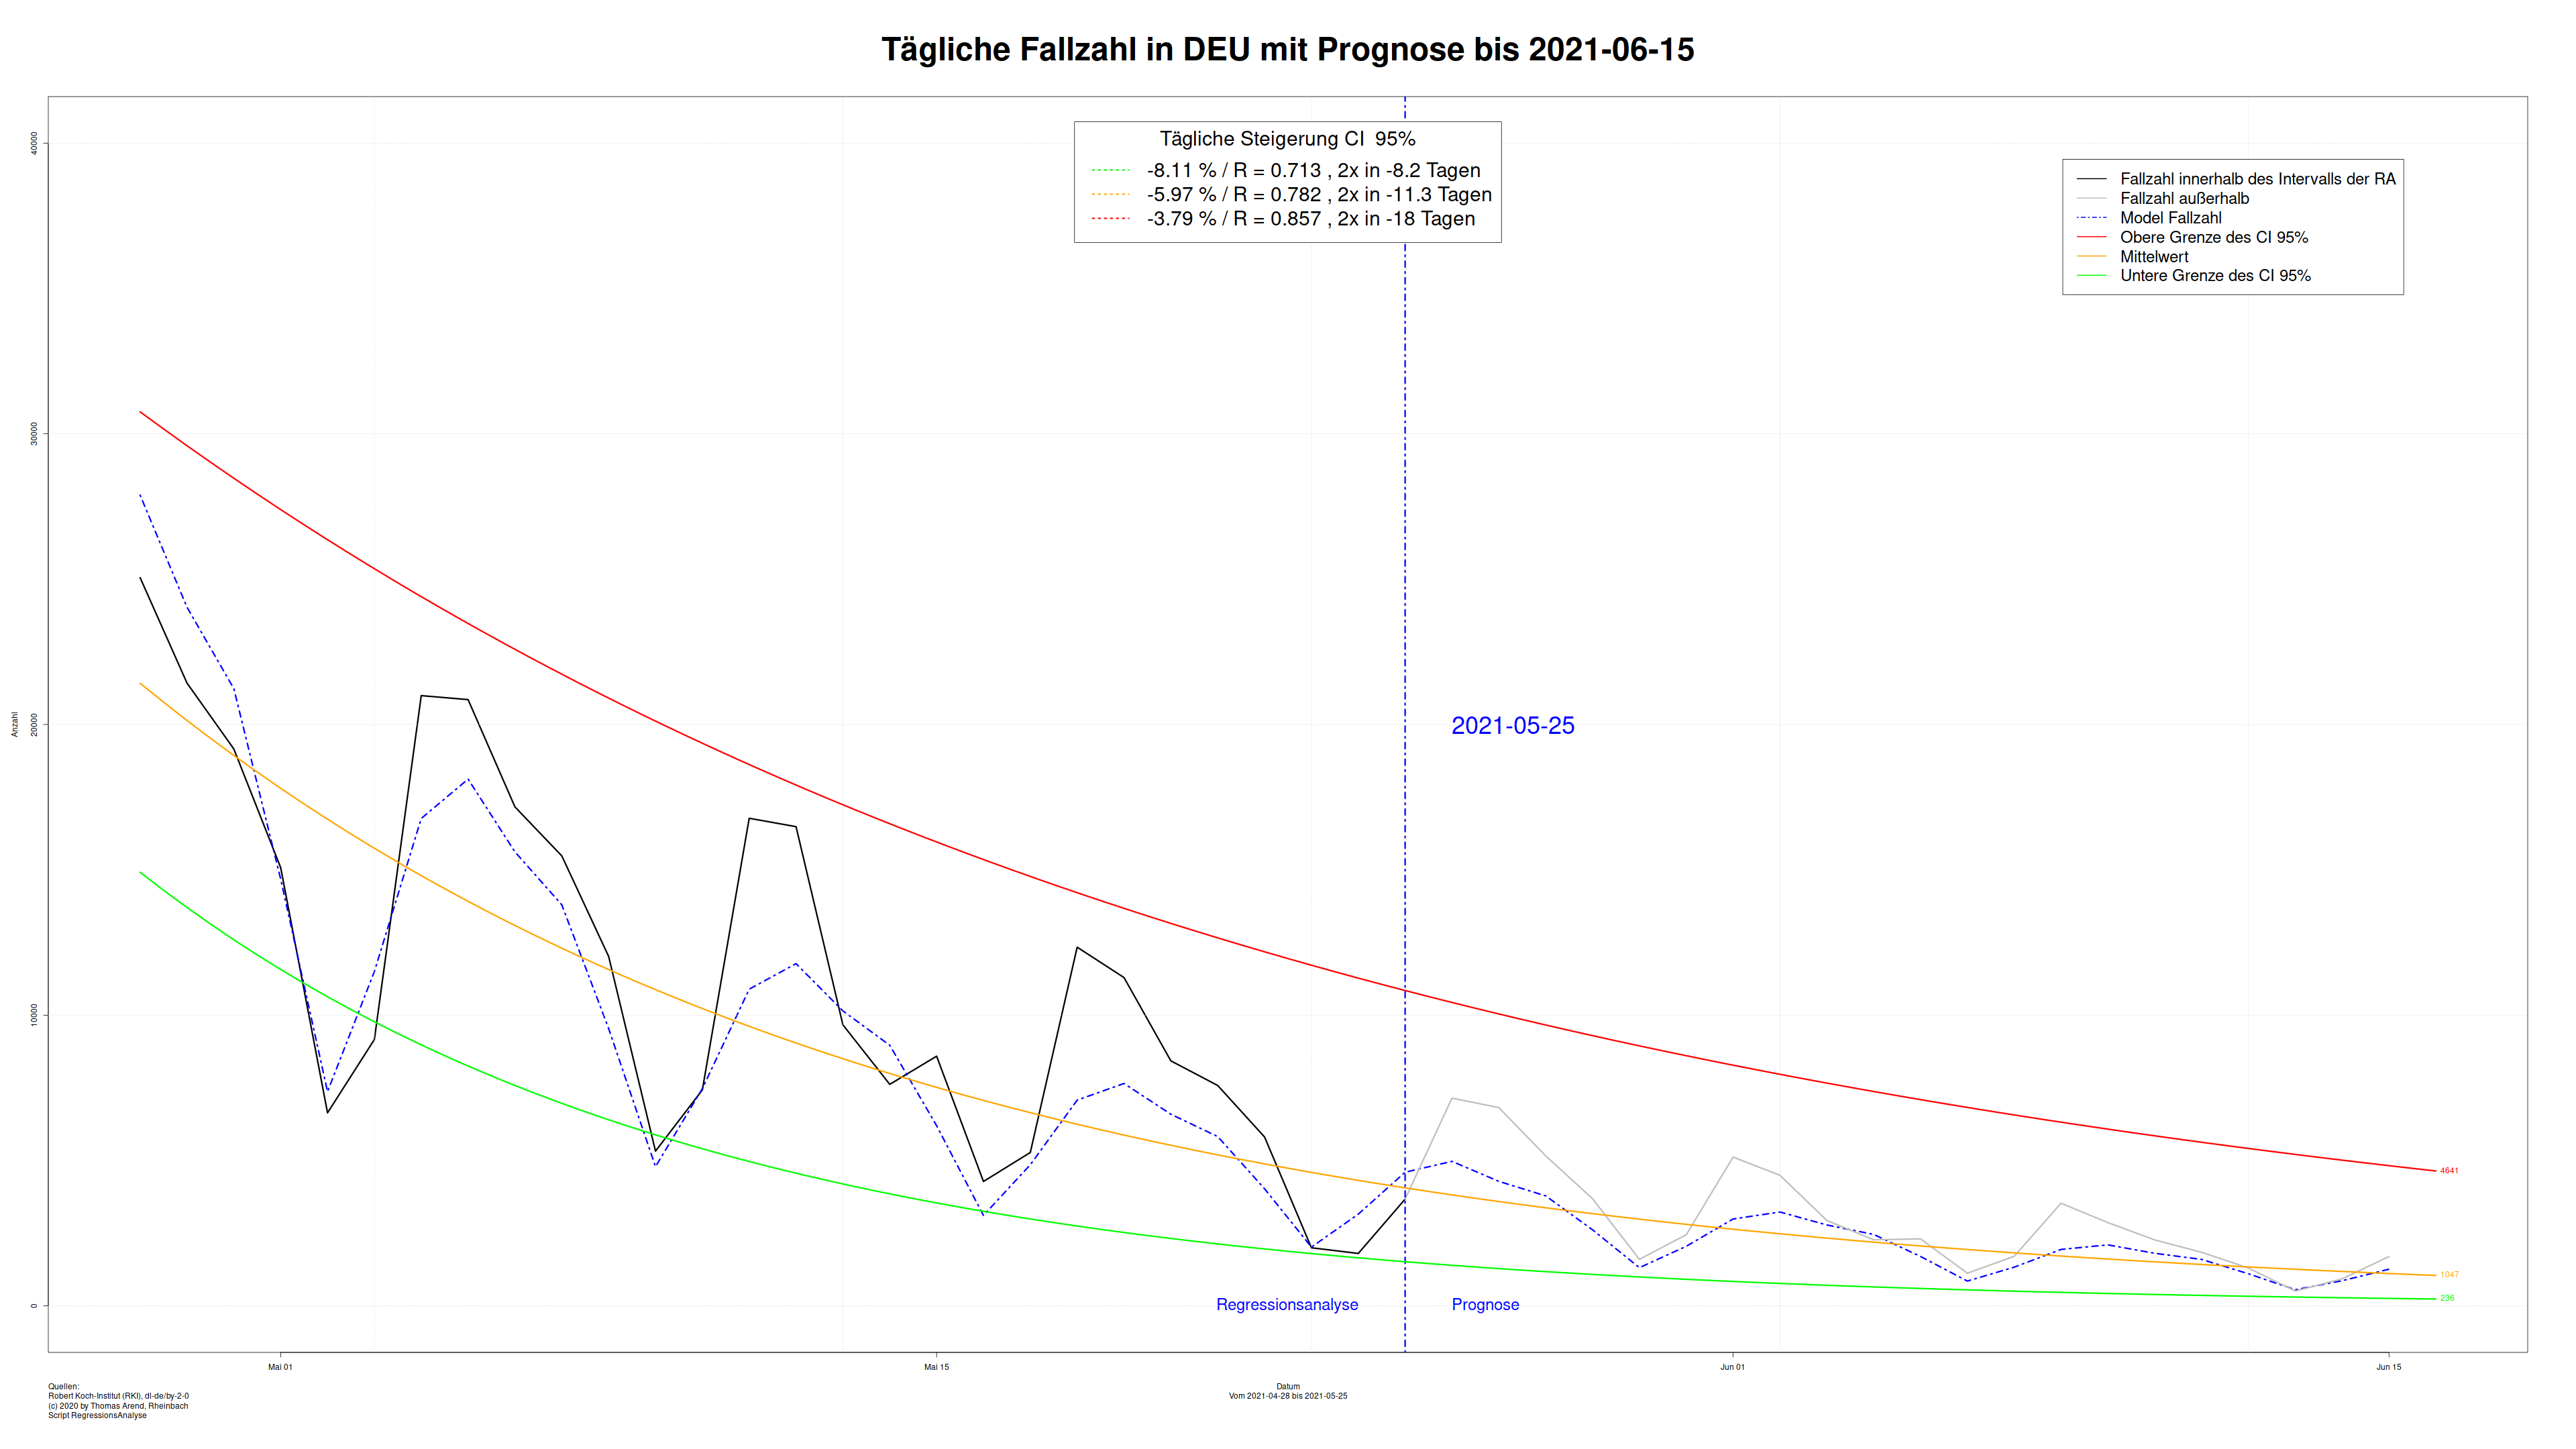 Tägliche Fallzahl in DEU mit Prognose bis 2021-06-15
Tägliche Steigerung CI 95%
-8.11 % / R = 0.713 , 2x in -8.2 Tagen
-5.97 % / R = 0.782 , 2x in -11.3 Tagen
-3.79 % / R = 0.857 , 2x in -18 Tagen
Fallzahl innerhalb des Intervalls der RA
Fallzahl außerhalb
Model Fallzahl
Obere Grenze des CI 95%
Mittelwert
Untere Grenze des CI 95%
40000
30000
20000
10000
0
Anzahl
2021-05-25
4641
1047
236
Regressionsanalyse
Prognose
Mai 01
Mai 15
Jun 01
Jun 15
Datum
Vom 2021-04-28 bis 2021-05-25
Quellen:
Robert Koch-Institut (RKI), dl-de/by-2-0
(c) 2020 by Thomas Arend, Rheinbach
Script RegressionsAnalyse